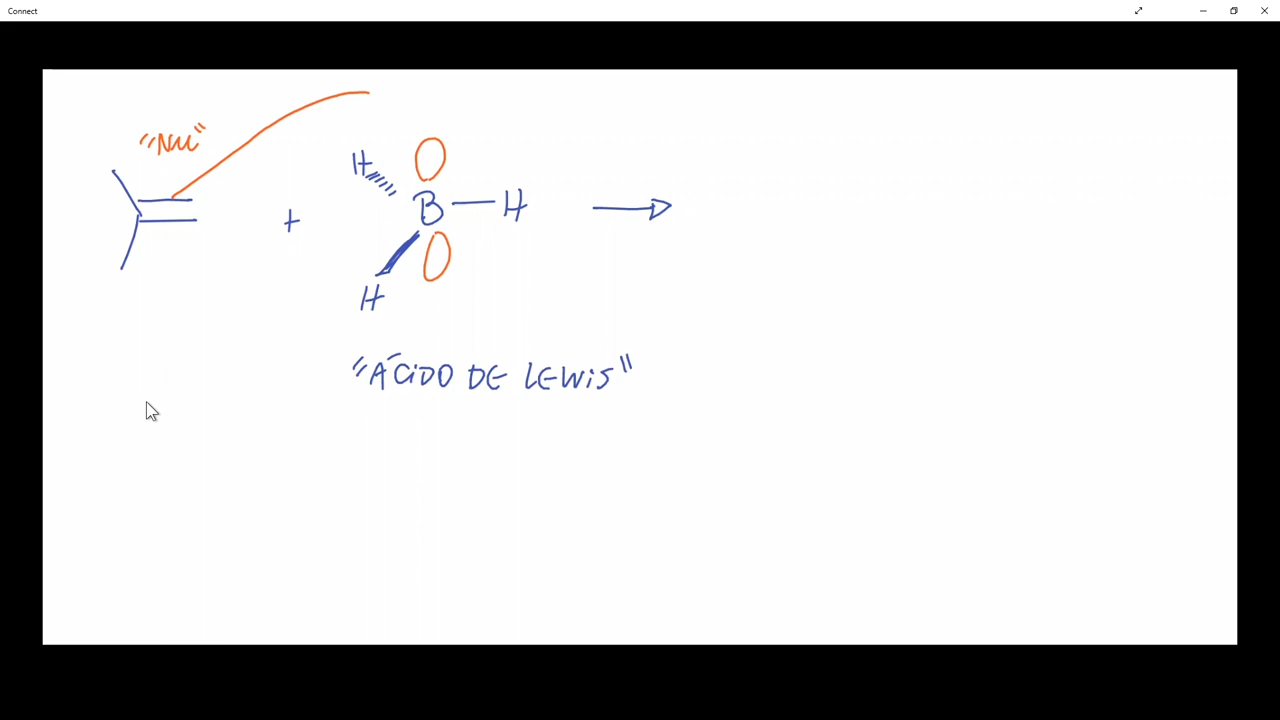 Connect
"Nu"
H
B — H
+
H
"ÁCIDO DE LEWIS"